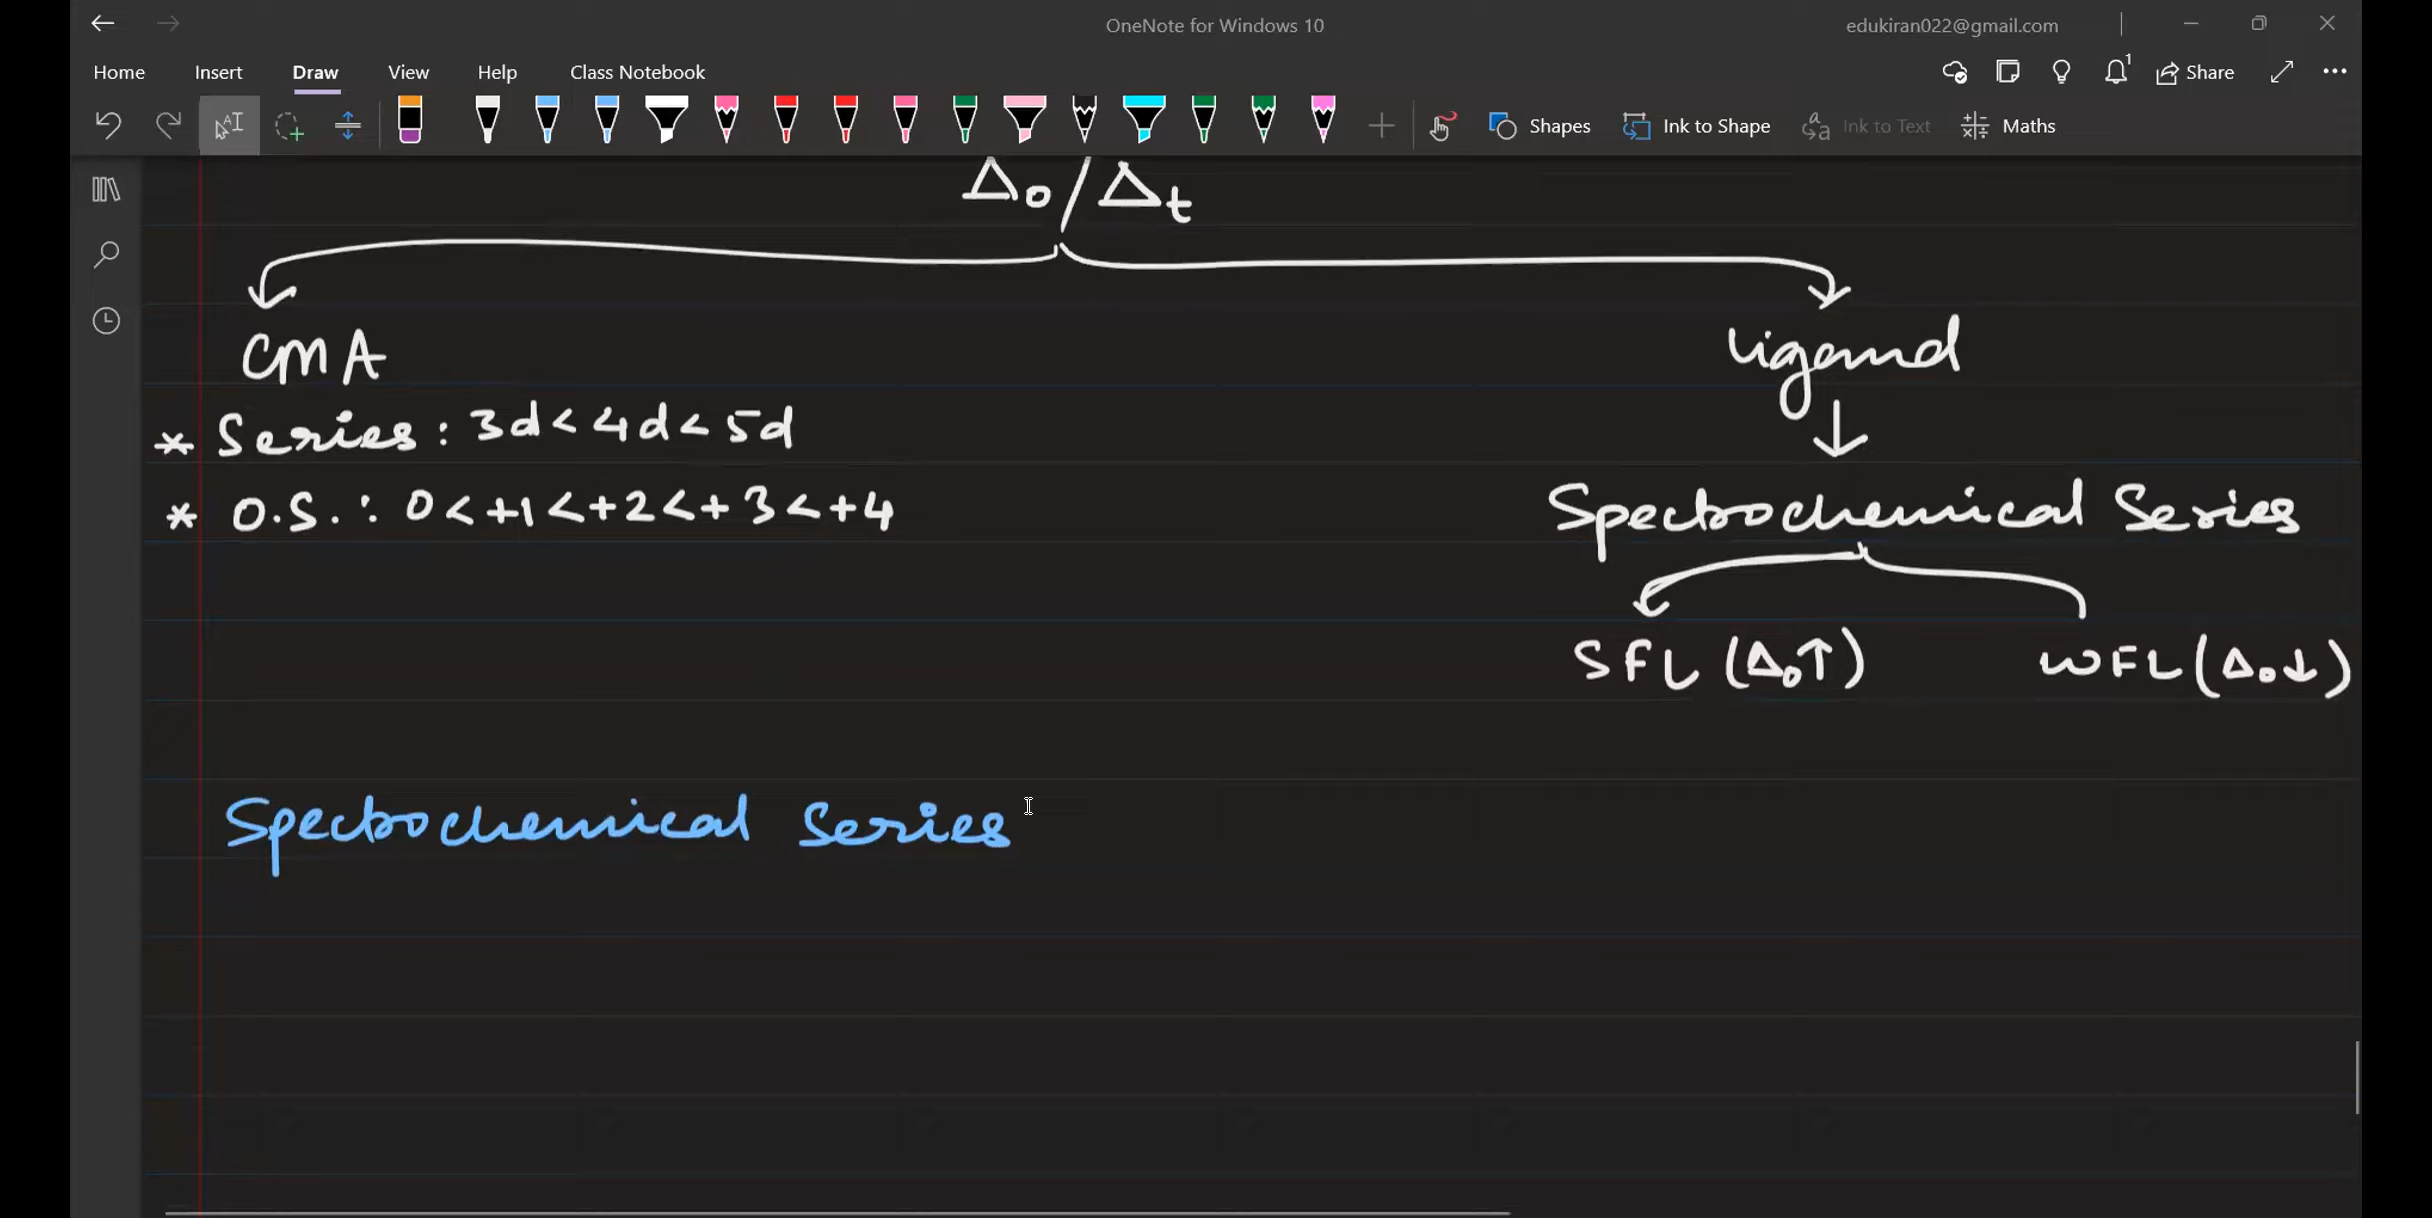 OneNote for Windows 10
edukiran022@gmail.com
Home Insert Draw View Help Class Notebook
1
Share
Shapes Ink to Shape Ink to Text Maths
Δo/Δt
CMA
Ligand
* Series : 3d < 4d < 5d
* O.S. : 0 < +1 < +2 < +3 < +4
Spectrochemical Series
SFL (Δo↑) WFL (Δo↓)
Spectrochemical Series